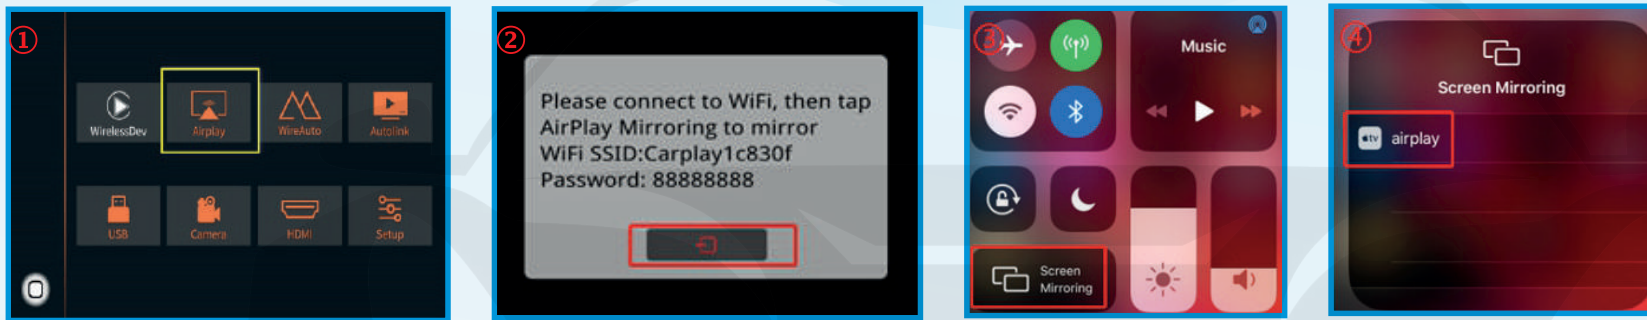 ①
WirelessDev Airplay WireAuto Autolink
USB Camera HDMI Setup
②
Please connect to WiFi, then tap
AirPlay Mirroring to mirror
WiFi SSID:Carplay1c830f
Password: 88888888
③
Music
Screen
Mirroring
④
Screen Mirroring
tv airplay